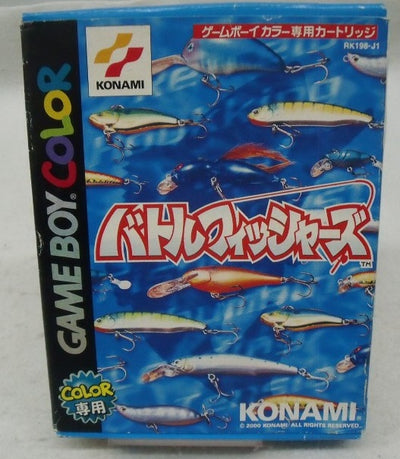 KONAMI
ゲームボーイカラー専用カートリッジ
RK198-J1
GAME BOY COLOR
バトルフィッシャーズ
TM
COLOR
専用
KONAMI
© 2000 KONAMI ALL RIGHTS RESERVED.